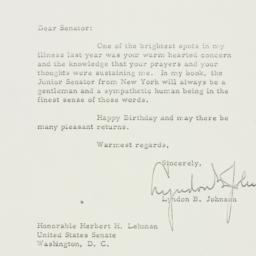 Dear Senator:
One of the brightest spots in my
illness last year was your warm hearted concern
and the knowledge that your prayers and your
thoughts were sustaining me. In my book, the
Junior Senator from New York will always be a
gentleman and a sympathetic human being in the
finest sense of those words.
Happy Birthday and may there be
many pleasant returns.
Warmest regards,
Sincerely,
Lyndon B. Johnson
Honorable Herbert H. Lehman
United States Senate
Washington, D. C.